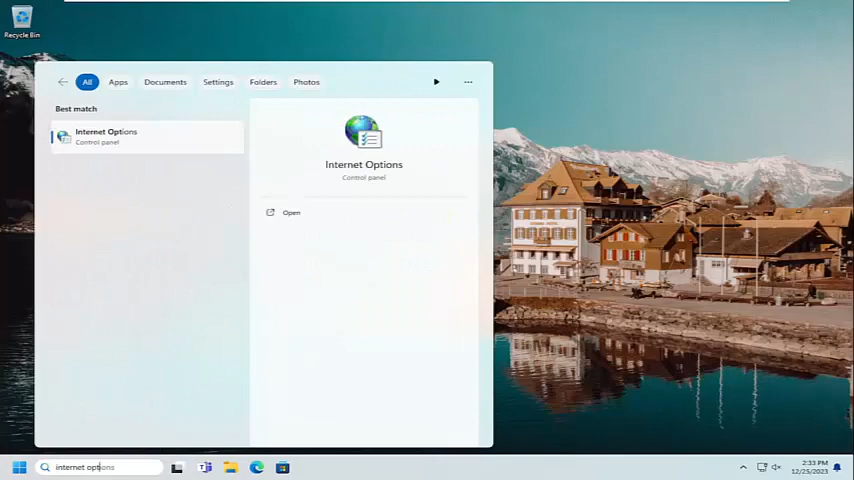 Recycle Bin
All
Apps
Documents
Settings
Folders
Photos
Best match
Internet Options
Control panel
Internet Options
Control panel
Open
internet options
2:33 PM
12/25/2023